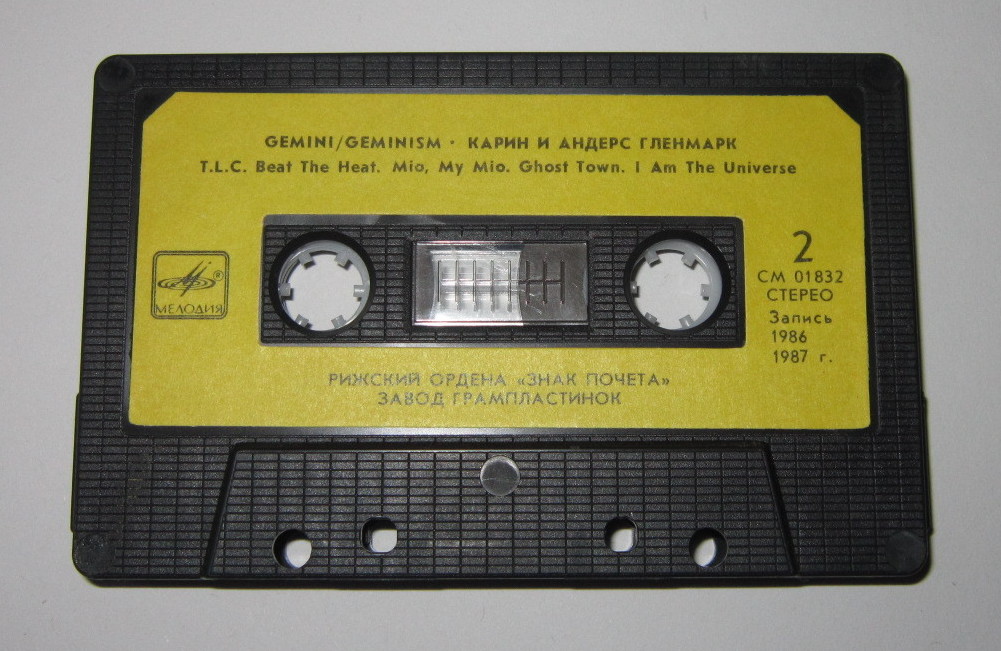 GEMINI/GEMINISM · КАРИН И АНДЕРС ГЛЕНМАРК
T.L.C. Beat The Heat. Mio, My Mio. Ghost Town. I Am The Universe
2
СМ 01832
СТЕРЕО
Запись
1986
1987 г.
МЕЛОДИЯ
РИЖСКИЙ ОРДЕНА «ЗНАК ПОЧЕТА»
ЗАВОД ГРАМПЛАСТИНОК